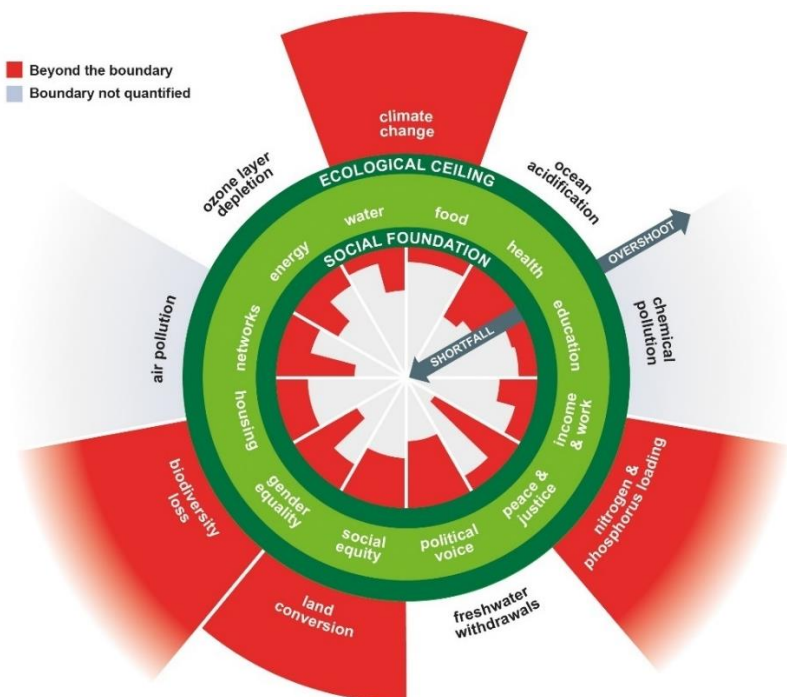 Beyond the boundary
Boundary not quantified
climate
change
ozone layer
depletion
ocean
acidification
ECOLOGICAL CEILING
water
food
energy
health
SOCIAL FOUNDATION
OVERSHOOT
SHORTFALL
air pollution
networks
education
chemical
pollution
housing
income
& work
biodiversity
loss
gender
equality
social
equity
political
voice
peace &
justice
nitrogen &
phosphorus loading
land
conversion
freshwater
withdrawals